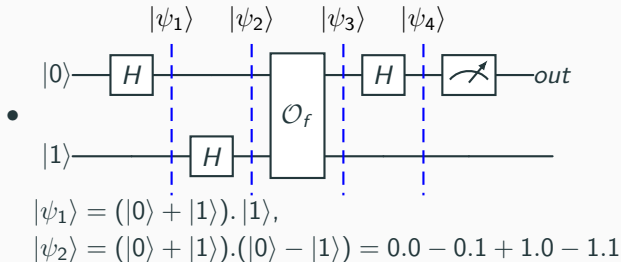 |ψ₁⟩ |ψ₂⟩ |ψ₃⟩ |ψ₄⟩
|0⟩ H H out
• 𝒪_f
|1⟩ H
|ψ₁⟩ = (|0⟩ + |1⟩). |1⟩,
|ψ₂⟩ = (|0⟩ + |1⟩).(|0⟩ − |1⟩) = 0.0 − 0.1 + 1.0 − 1.1